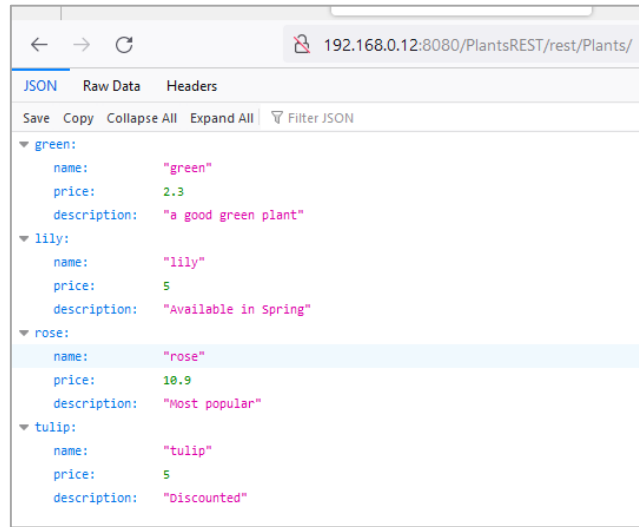 192.168.0.12:8080/PlantsREST/rest/Plants/
JSON Raw Data Headers
Save Copy Collapse All Expand All Filter JSON
green:
name: "green"
price: 2.3
description: "a good green plant"
lily:
name: "lily"
price: 5
description: "Available in Spring"
rose:
name: "rose"
price: 10.9
description: "Most popular"
tulip:
name: "tulip"
price: 5
description: "Discounted"